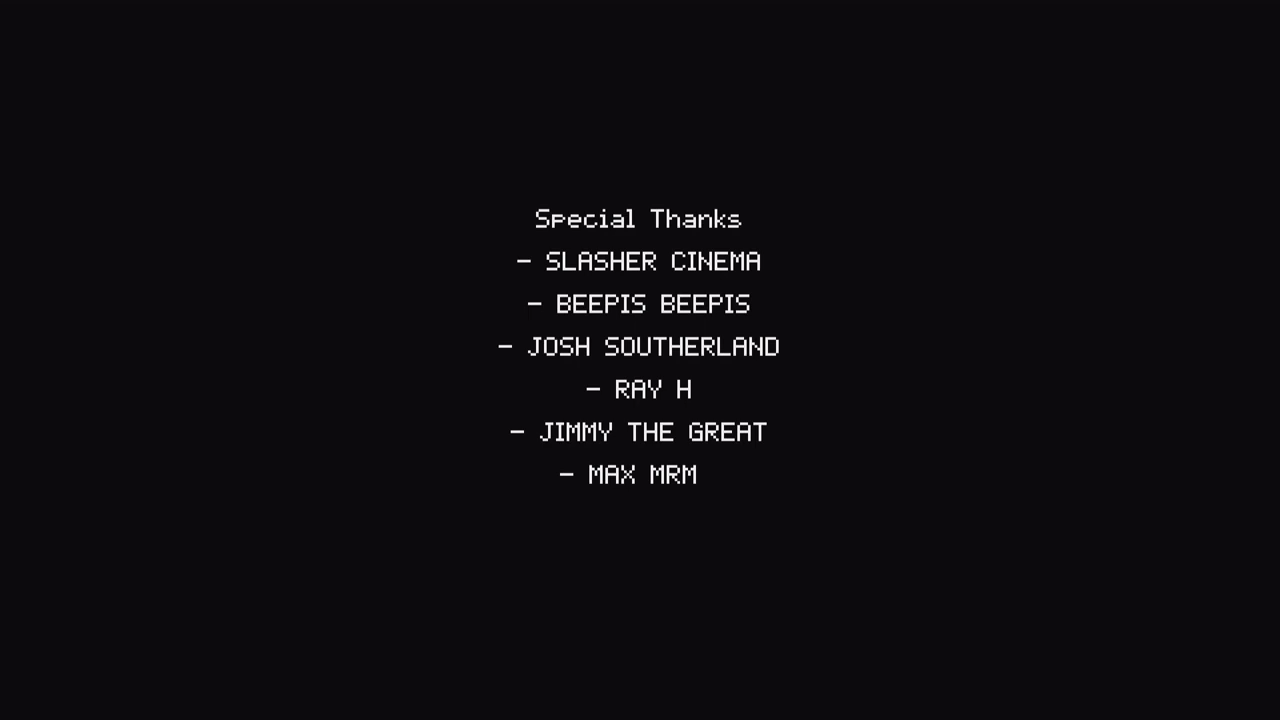 Special Thanks
- SLASHER CINEMA
- BEEPIS BEEPIS
- JOSH SOUTHERLAND
- RAY H
- JIMMY THE GREAT
- MAX MRM